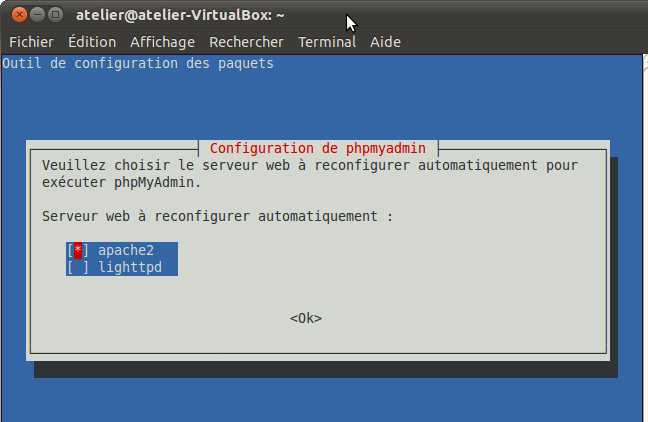 atelier@atelier-VirtualBox: ~
Fichier Édition Affichage Rechercher Terminal Aide
Outil de configuration des paquets
Configuration de phpmyadmin
Veuillez choisir le serveur web à reconfigurer automatiquement pour
exécuter phpMyAdmin.
Serveur web à reconfigurer automatiquement :
[*] apache2
[ ] lighttpd
<Ok>